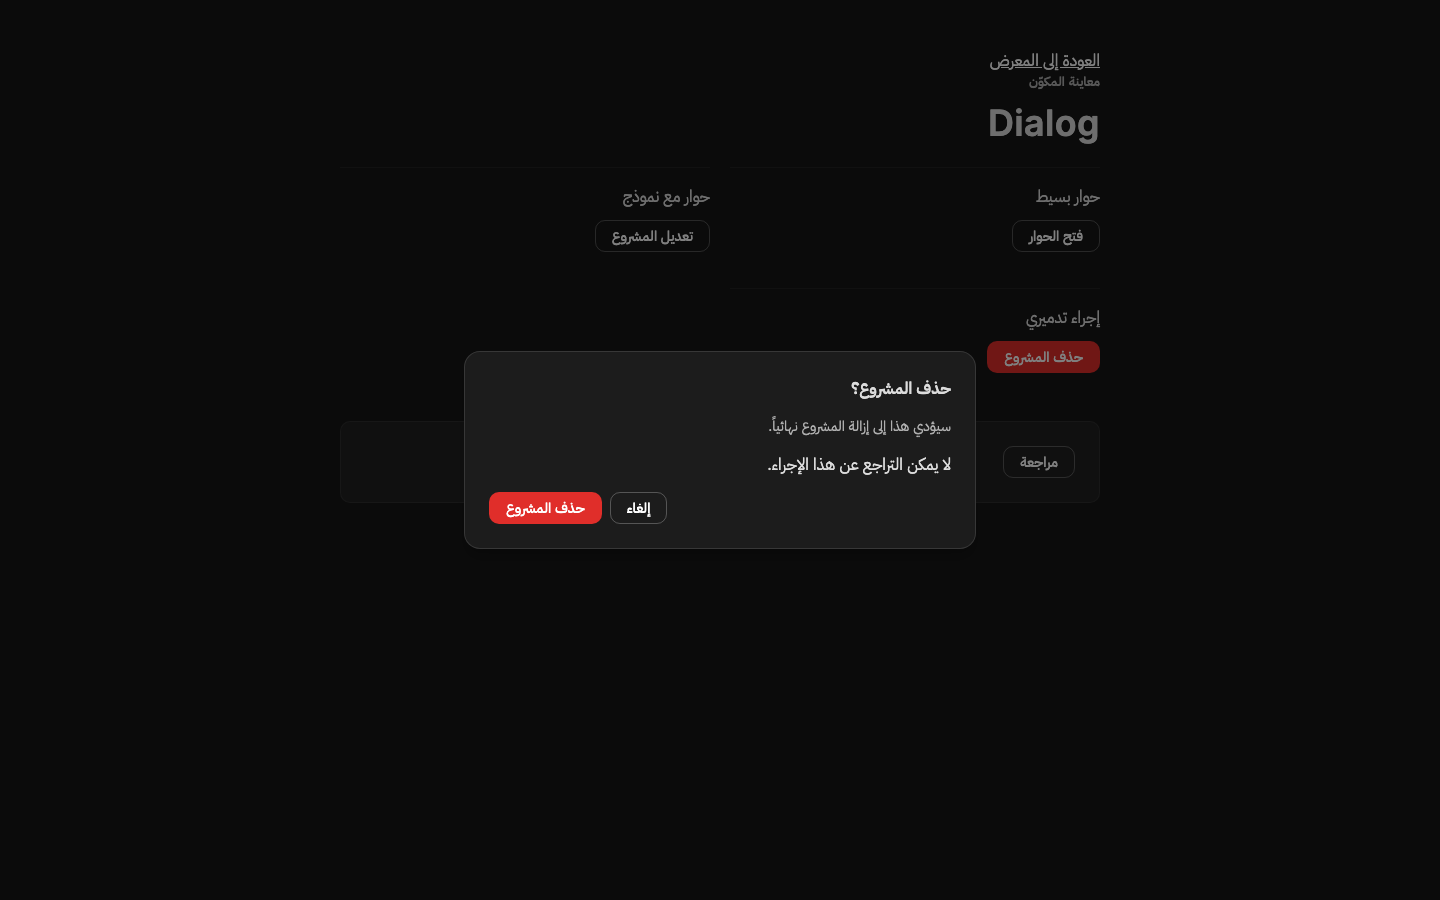 العودة إلى المعرض
معاينة المكوّن
Dialog
حوار بسيط
فتح الحوار
حوار مع نموذج
تعديل المشروع
إجراء تدميري
حذف المشروع
مراجعة
حذف المشروع؟
سيؤدي هذا إلى إزالة المشروع نهائياً.
لا يمكن التراجع عن هذا الإجراء.
إلغاء
حذف المشروع